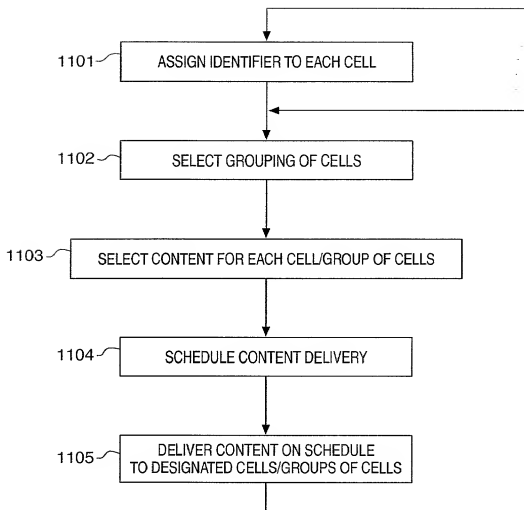 1101
ASSIGN IDENTIFIER TO EACH CELL
1102
SELECT GROUPING OF CELLS
1103
SELECT CONTENT FOR EACH CELL/GROUP OF CELLS
1104
SCHEDULE CONTENT DELIVERY
1105
DELIVER CONTENT ON SCHEDULE
TO DESIGNATED CELLS/GROUPS OF CELLS